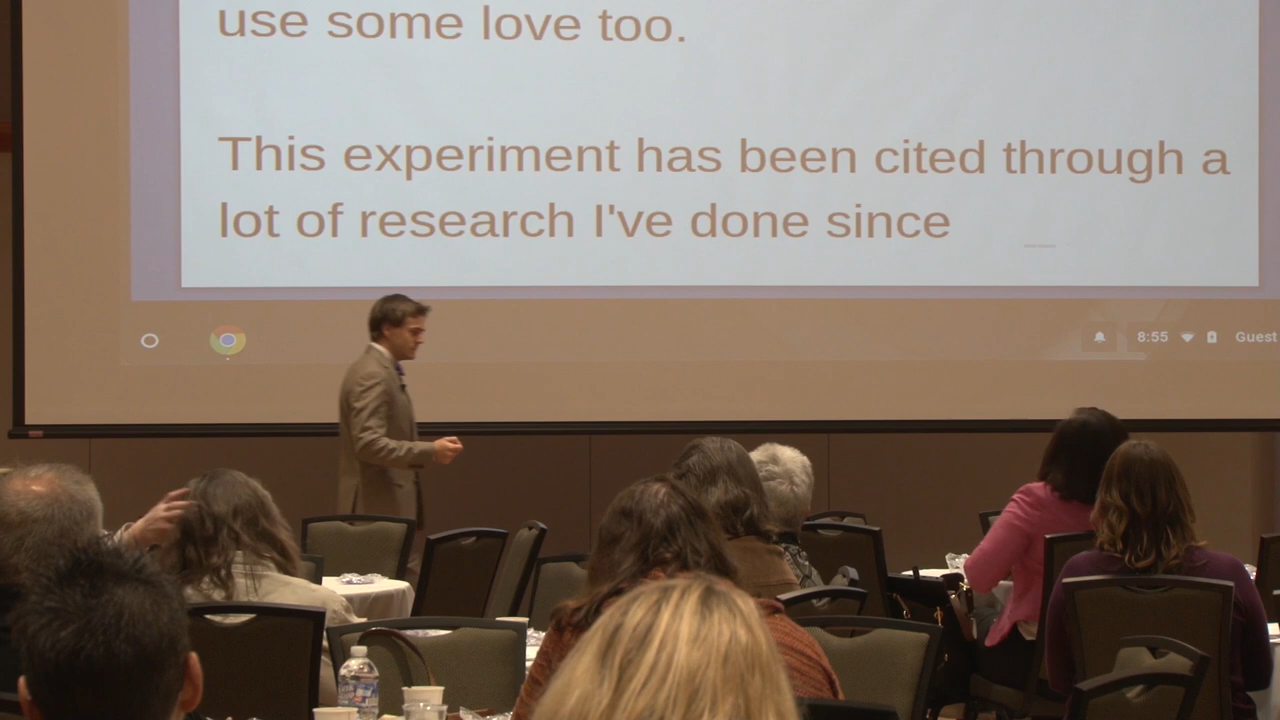 use some love too.
This experiment has been cited through a
lot of research I've done since
8:55
Guest